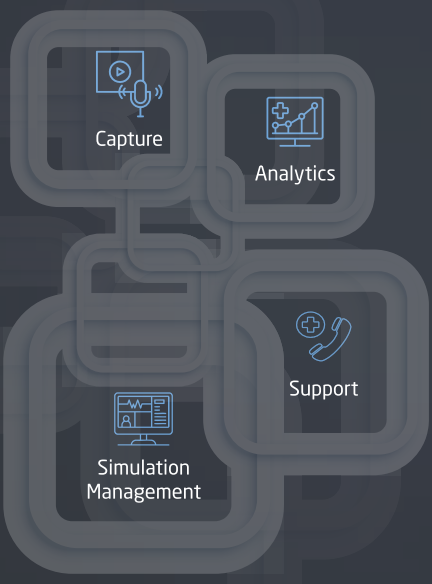 Capture
Analytics
Support
Simulation
Management